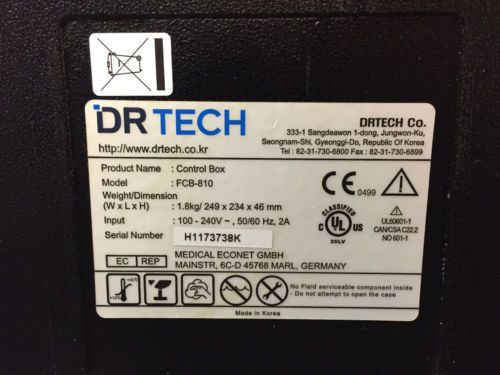 DRTECH
http://www.drtech.co.kr
DRTECH Co.
333-1 Sangdeawon 1-dong, Jungwon-Ku,
Seongnam-Shi, Gyeonggi-Do, Republic Of Korea
Tel : 82-31-730-6800 Fax : 82-31-730-6899
Product Name : Control Box
Model : FCB-810
Weight/Dimension
(W x L x H) : 1.8kg/ 249 x 234 x 46 mm
Input : 100 - 240V ~ , 50/60 Hz, 2A
Serial Number : H1173738K
CE 0499
CLASSIFIED
C UL US
35LV
UL60601-1
CAN/CSA C22.2
NO 601-1
EC REP
MEDICAL ECONET GMBH
MAINSTR, 6C-D 45768 MARL, GERMANY
No Field serviceable component inside
- Do not attempt to open the case
Made in Korea